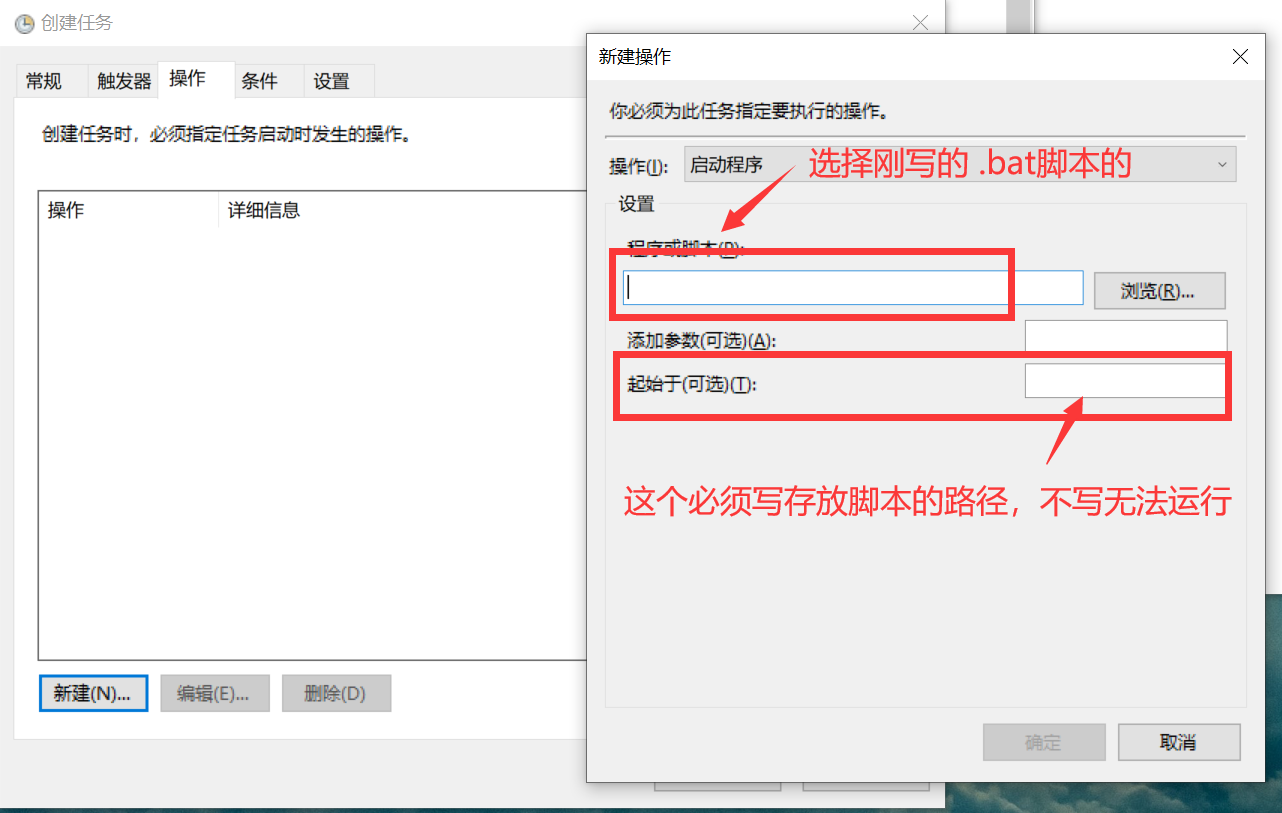 创建任务
常规
触发器
操作
条件
设置
创建任务时，必须指定任务启动时发生的操作。
操作
详细信息
新建(N)...
编辑(E)...
删除(D)
新建操作
你必须为此任务指定要执行的操作。
操作(I):
启动程序
选择刚写的 .bat脚本的
设置
程序或脚本(P):
浏览(R)...
添加参数(可选)(A):
起始于(可选)(T):
这个必须写存放脚本的路径，不写无法运行
确定
取消